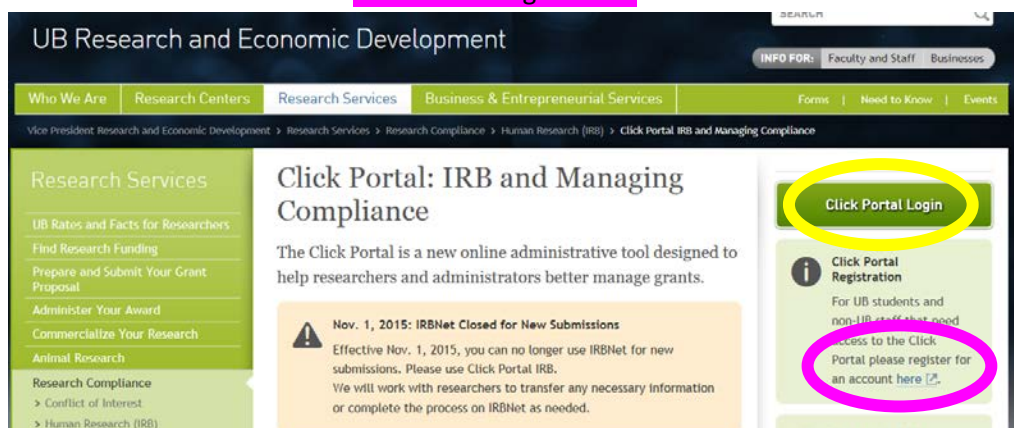 SEARCH
UB Research and Economic Development
INFO FOR: Faculty and Staff Businesses
Who We Are Research Centers Research Services Business & Entrepreneurial Services Forms | Need to Know | Events
Vice President Research and Economic Development > Research Services > Research Compliance > Human Research (IRB) > Click Portal IRB and Managing Compliance
Research Services
UB Rates and Facts for Researchers
Find Research Funding
Prepare and Submit Your Grant
Proposal
Administer Your Award
Commercialize Your Research
Animal Research
Research Compliance
> Conflict of Interest
> Human Research (IRB)
Click Portal: IRB and Managing
Compliance
The Click Portal is a new online administrative tool designed to
help researchers and administrators better manage grants.
Nov. 1, 2015: IRBNet Closed for New Submissions
Effective Nov. 1, 2015, you can no longer use IRBNet for new
submissions. Please use Click Portal IRB.
We will work with researchers to transfer any necessary information
or complete the process on IRBNet as needed.
Click Portal Login
Click Portal
Registration
For UB students and
non-UB staff that need
access to the Click
Portal please register for
an account here.